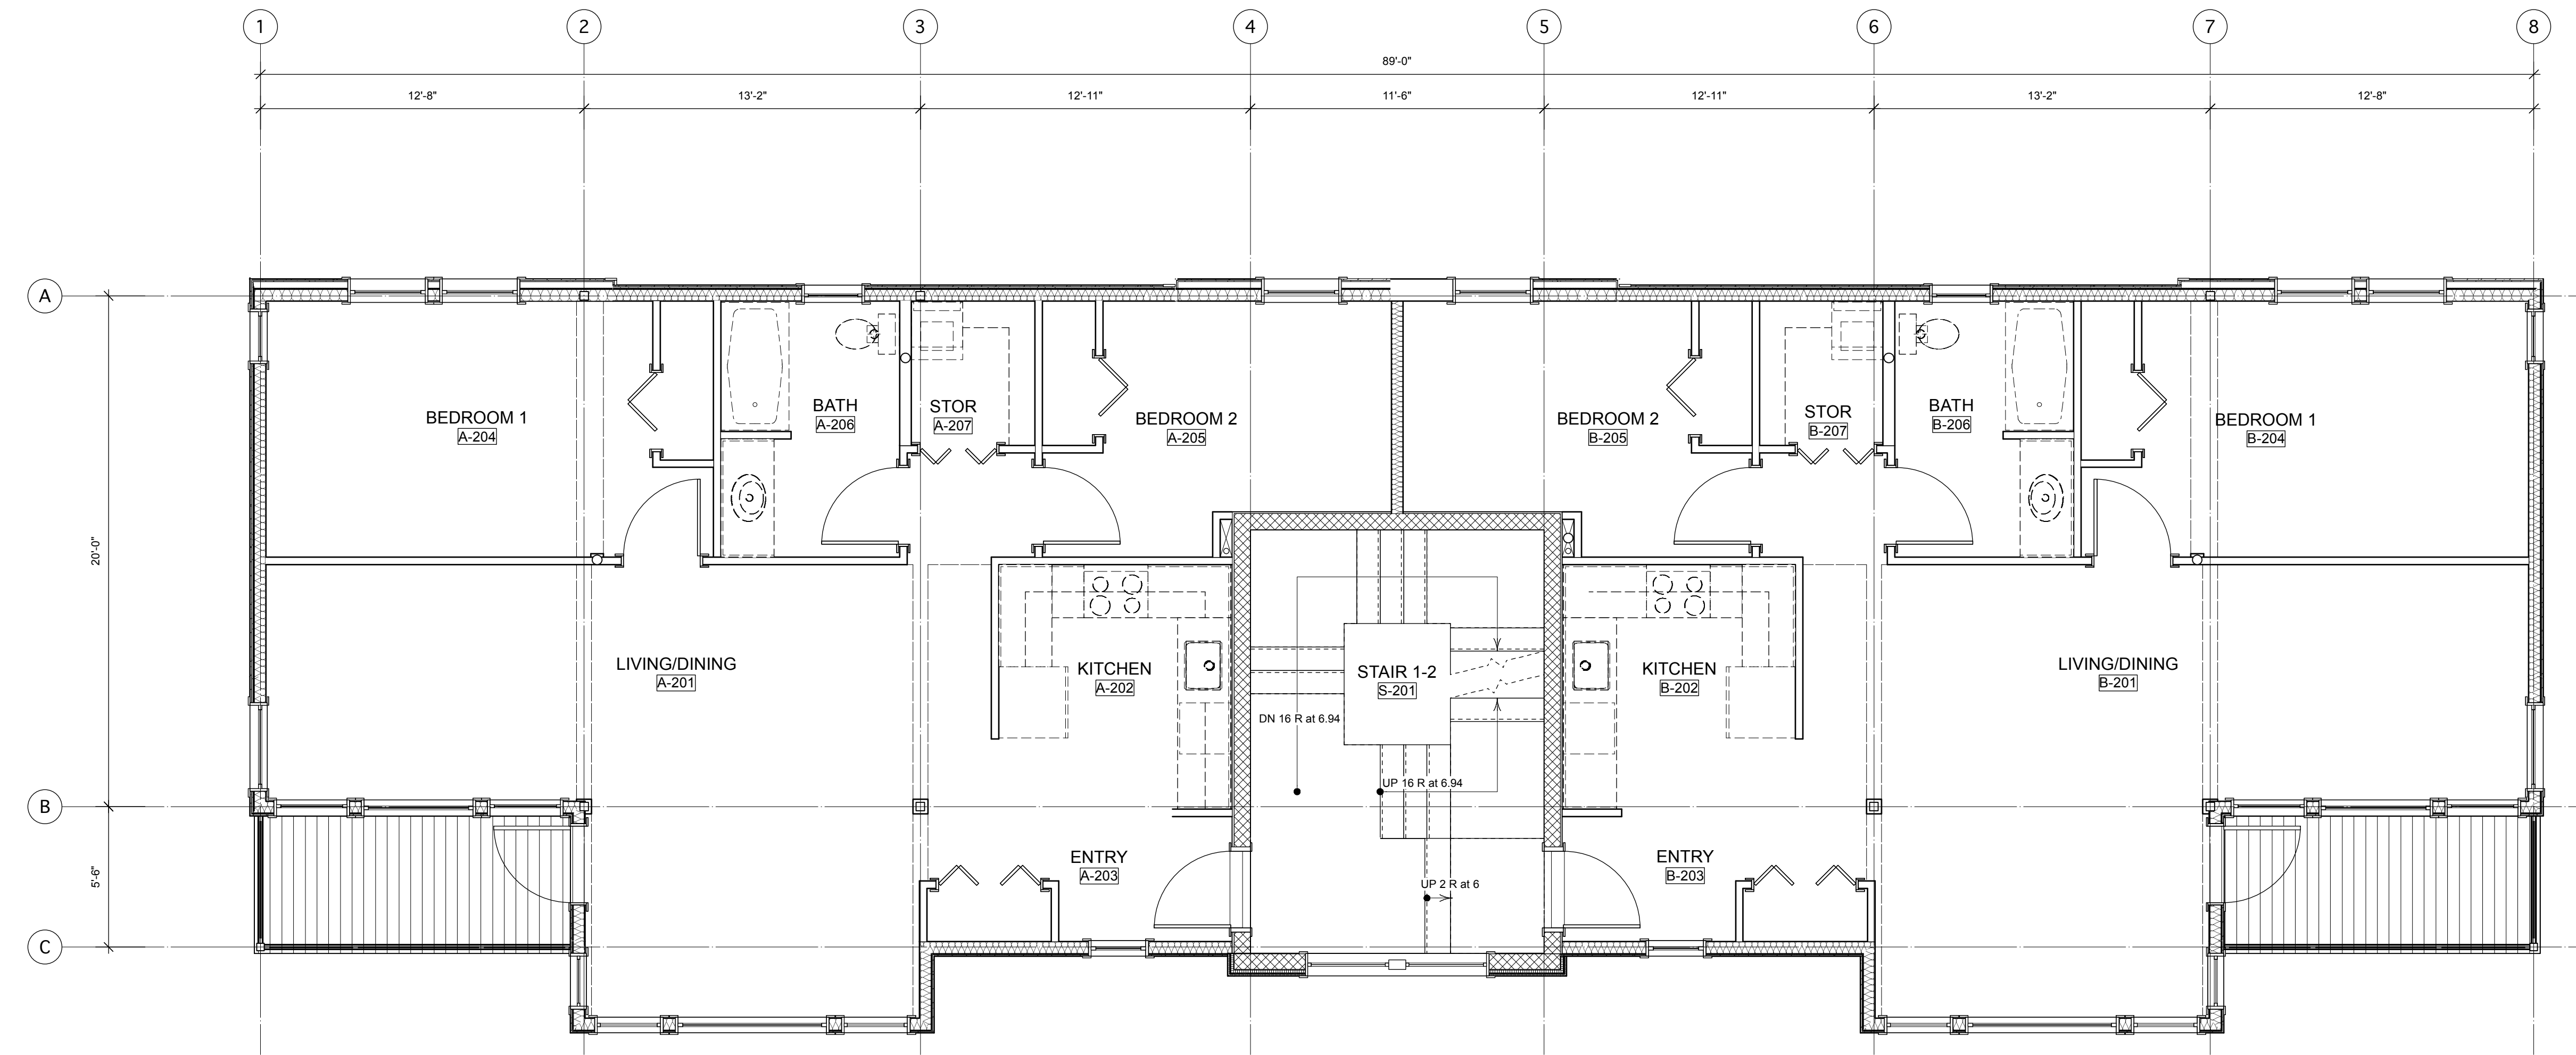 1 2 3 4 5 6 7 8
89'-0"
12'-8" 13'-2" 12'-11" 11'-6" 12'-11" 13'-2" 12'-8"
A
BATH
A-206
STOR
A-207
BATH
B-206
STOR
B-207
BEDROOM 1
A-204
BEDROOM 2
A-205
BEDROOM 2
B-205
BEDROOM 1
B-204
20'-0"
LIVING/DINING
A-201
KITCHEN
A-202
STAIR 1-2
S-201
KITCHEN
B-202
LIVING/DINING
B-201
DN 16 R at 6.94
UP 16 R at 6.94
B
ENTRY
A-203
ENTRY
B-203
5'-6"
UP 2 R at 6
C